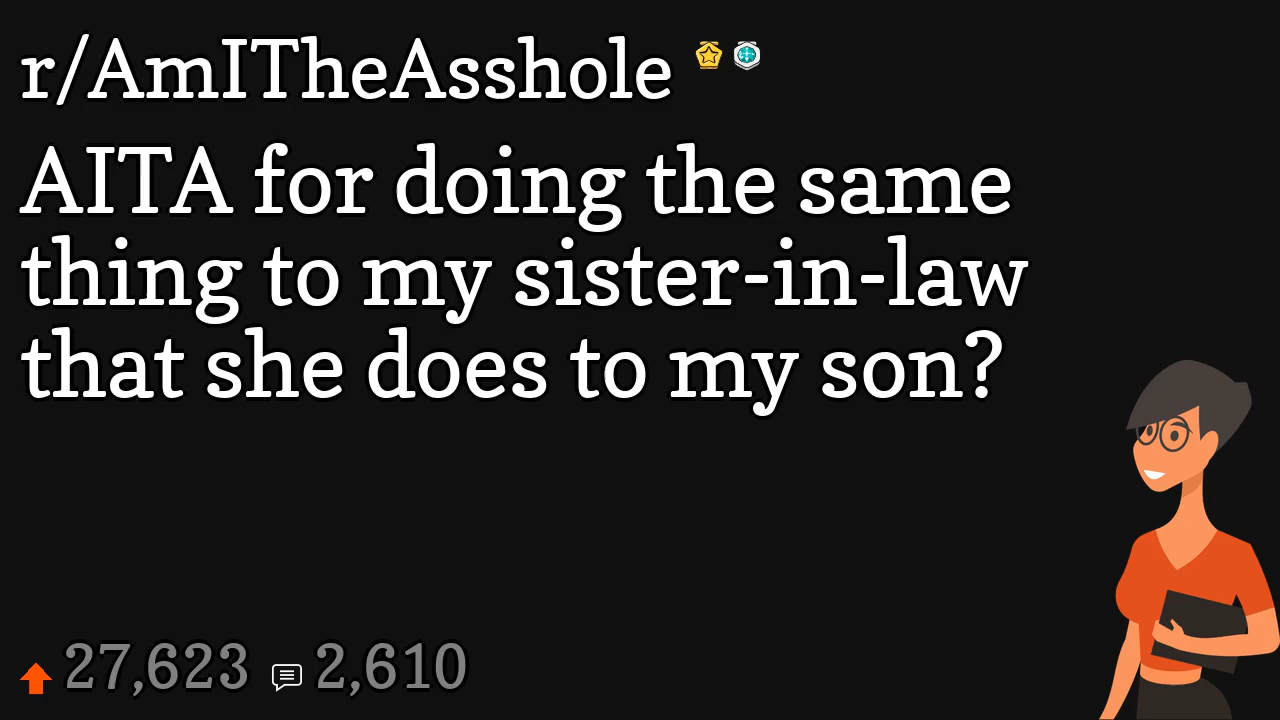 r/AmITheAsshole
AITA for doing the same
thing to my sister-in-law
that she does to my son?
27,623 2,610